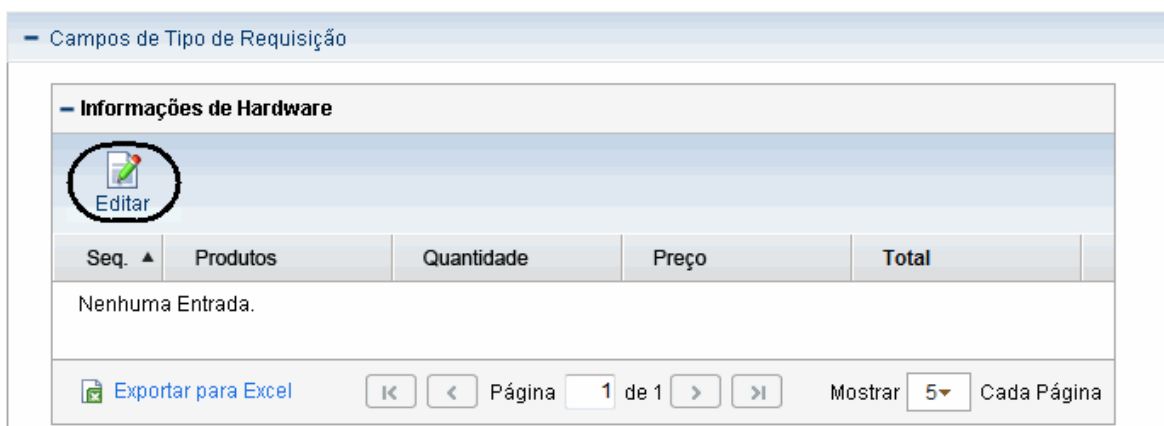 Campos de Tipo de Requisição
Informações de Hardware
Editar
Seq. Produtos Quantidade Preço Total
Nenhuma Entrada.
Exportar para Excel Página 1 de 1 Mostrar 5 Cada Página